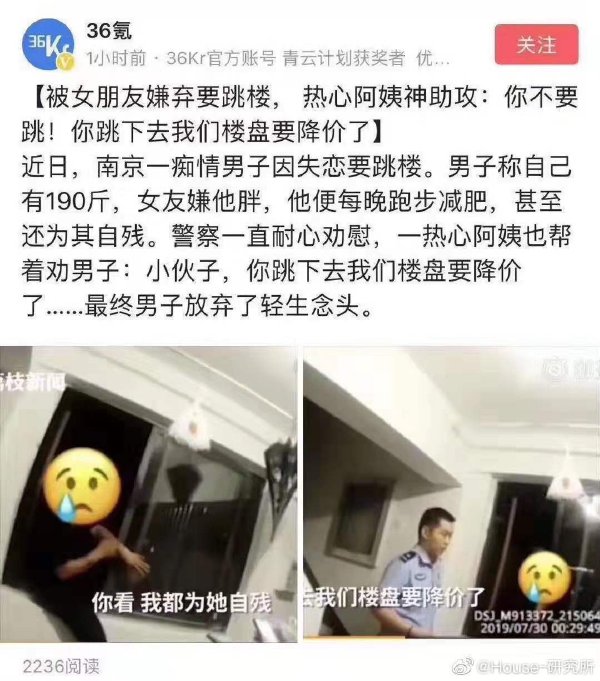 36Kr
36氪
1小时前 · 36Kr官方账号 青云计划获奖者 优...
关注
【被女朋友嫌弃要跳楼， 热心阿姨神助攻：你不要
跳！你跳下去我们楼盘要降价了】
近日，南京一痴情男子因失恋要跳楼。男子称自己
有190斤，女友嫌他胖，他便每晚跑步减肥，甚至
还为其自残。警察一直耐心劝慰，一热心阿姨也帮
着劝男子：小伙子，你跳下去我们楼盘要降价
了......最终男子放弃了轻生念头。
荔枝新闻
你看 我都为她自残
去我们楼盘要降价了
DSJ_M913372_215064
2019/07/30 00:29:49
2236阅读
@House-研究所